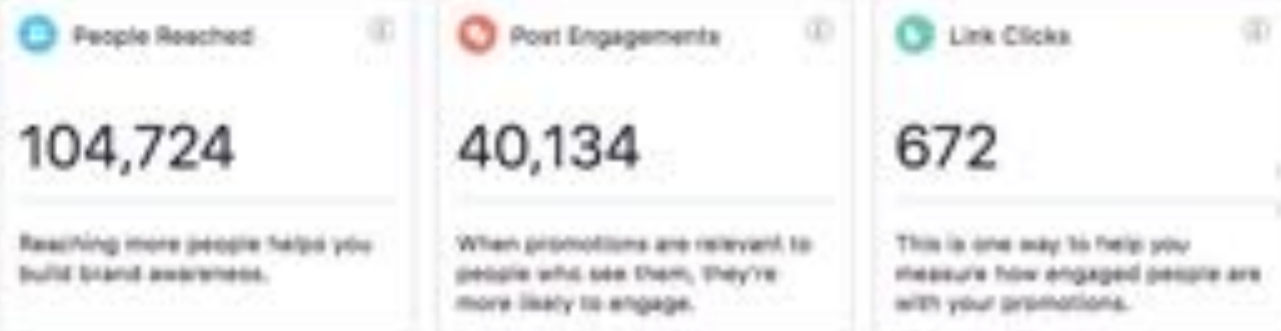 People Reached
104,724
Reaching more people helps you
build brand awareness.
Post Engagements
40,134
When promotions are relevant to
people who see them, they're
more likely to engage.
Link Clicks
672
This is one way to help you
measure how engaged people are
with your promotions.